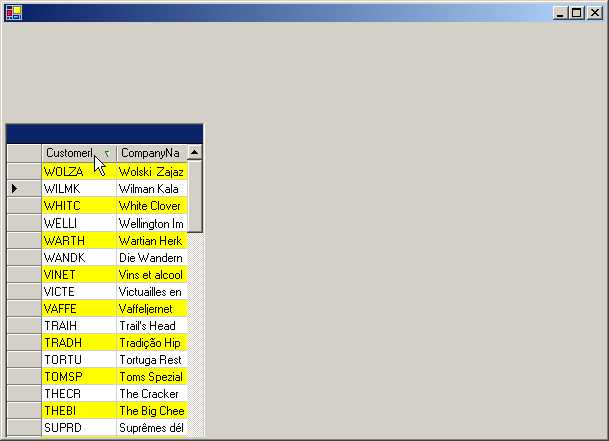 CustomerI CompanyNa
WOLZA Wolski Zajaz
WILMK Wilman Kala
WHITC White Clover
WELLI Wellington Im
WARTH Wartian Herk
WANDK Die Wandern
VINET Vins et alcool
VICTE Victuailles en
VAFFE Vaffeljernet
TRAIH Trail's Head
TRADH Tradição Hip
TORTU Tortuga Rest
TOMSP Toms Spezial
THECR The Cracker
THEBI The Big Chee
SUPRD Suprêmes dél